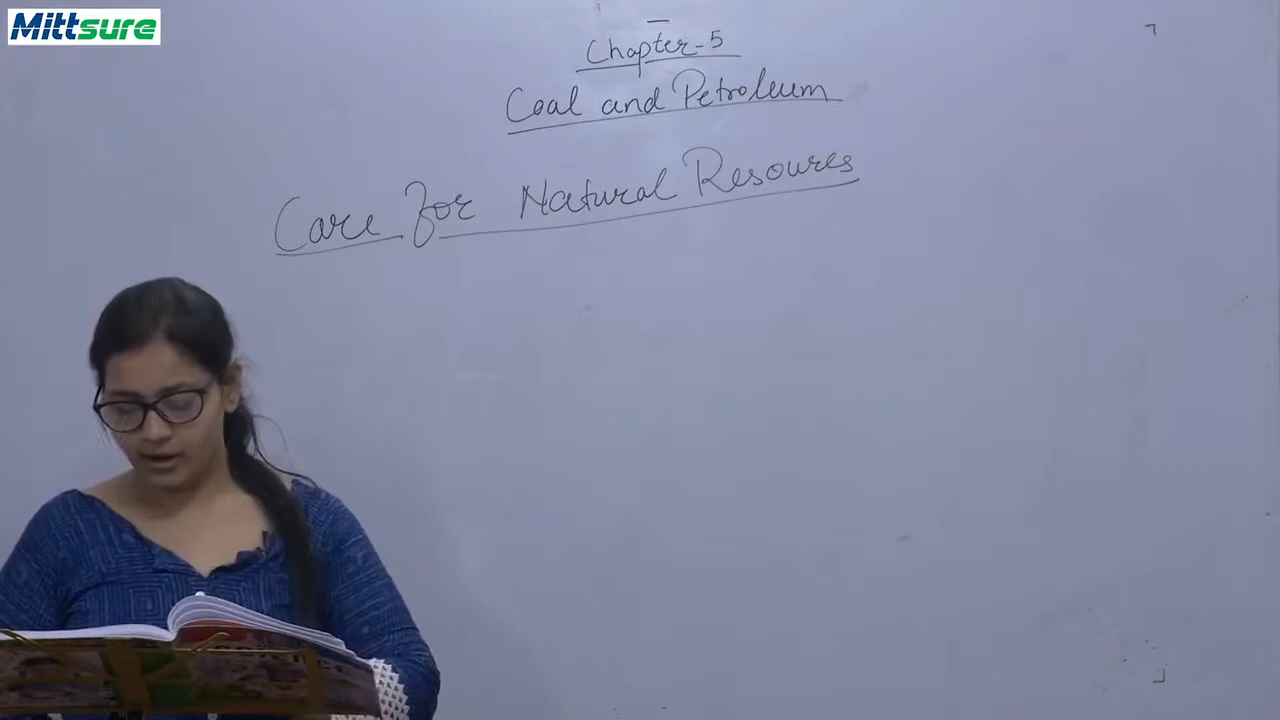 Mittsure
Chapter-5
Coal and Petroleum
Care for Natural Resoures